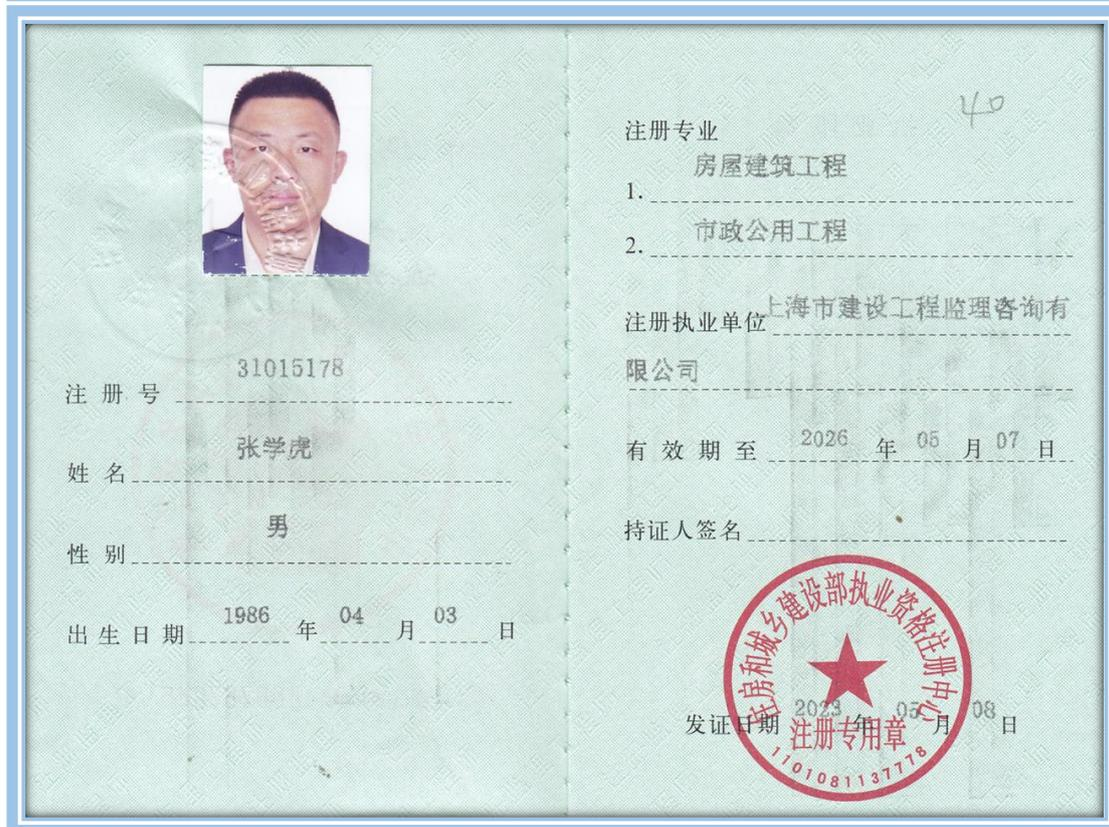 31015178
注册号
张学虎
姓名
男
性别
1986 04 03
出生日期 年 月 日
40
注册专业
房屋建筑工程
1.
市政公用工程
2.
上海市建设工程监理咨询有
注册执业单位
限公司
2026 05 07
有效期至 年 月 日
持证人签名
住房和城乡建设部执业资格注册中心
2023 05 08
发证日期 年 月 日
注册专用章
1101081137778